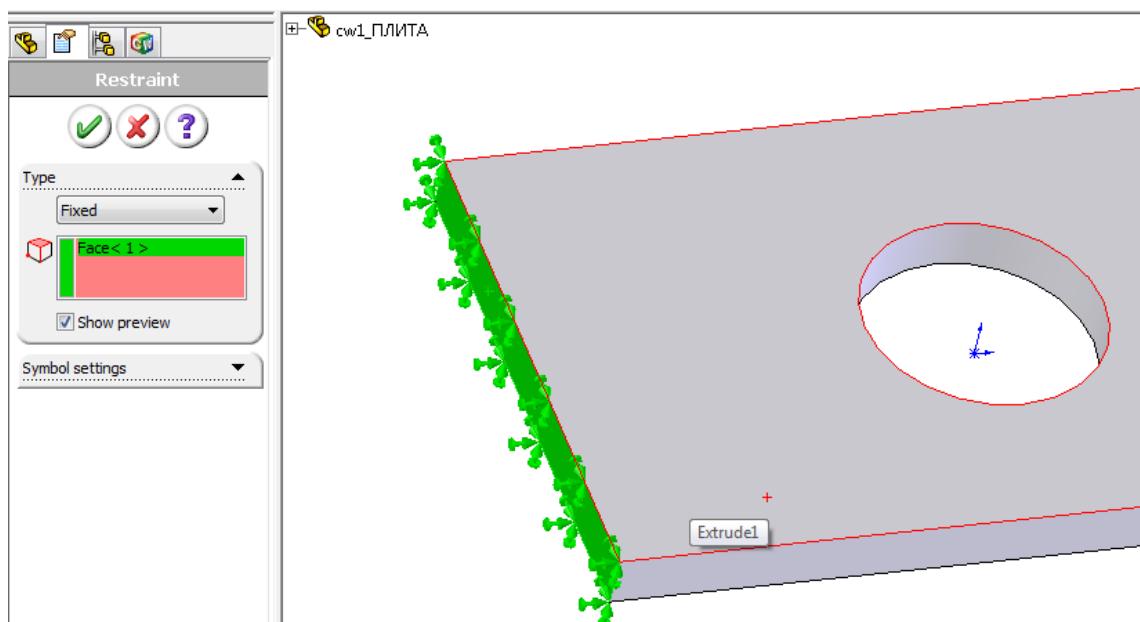 Restraint
Type
Fixed
Face< 1 >
Show preview
Symbol settings
cw1_ПЛИТА
Extrude1